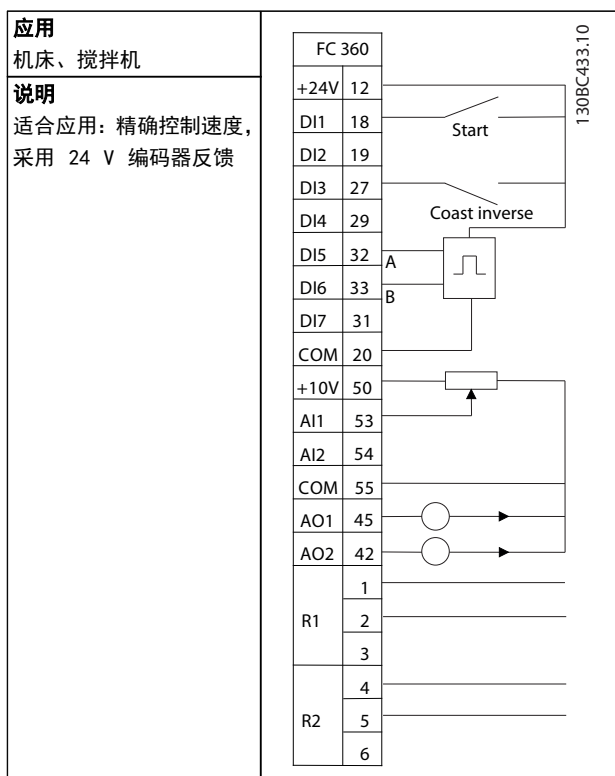 应用
机床、搅拌机
说明
适合应用：精确控制速度，
采用 24 V 编码器反馈
FC 360
+24V 12
DI1 18
DI2 19
DI3 27
DI4 29
DI5 32
DI6 33
DI7 31
COM 20
+10V 50
AI1 53
AI2 54
COM 55
AO1 45
AO2 42
R1
1
2
3
R2
4
5
6
Start
Coast inverse
A
B
130BC433.10